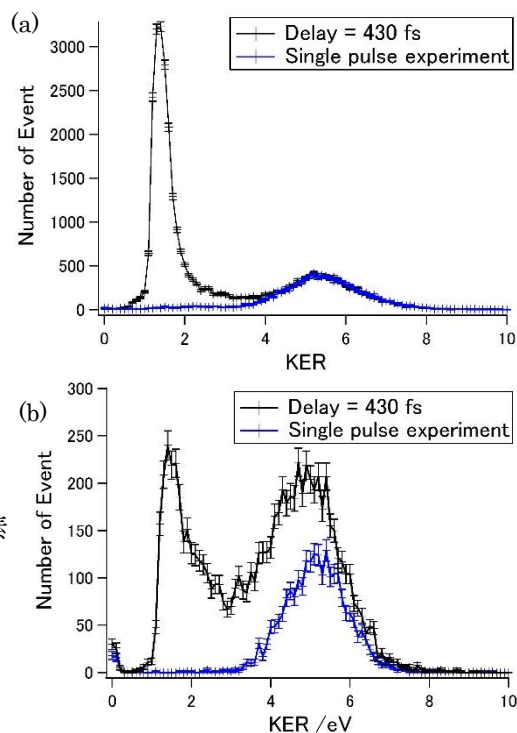 (a)
Delay = 430 fs
Single pulse experiment
3000
2500
2000
1500
1000
500
0
Number of Event
0 2 4 6 8 10
KER
(b)
Delay = 430 fs
Single pulse experiment
300
250
200
150
100
50
0
Number of Event
0 2 4 6 8 10
KER /eV